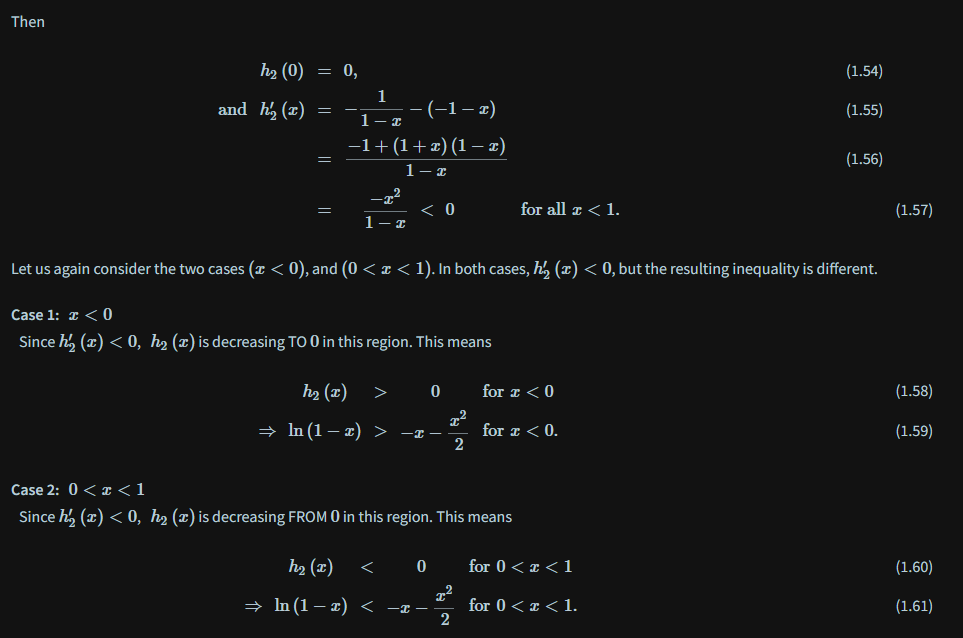 Then
h₂(0) = 0, (1.54)
and h₂′(x) = −1/(1 − x) − (−1 − x) (1.55)
= (−1 + (1 + x)(1 − x))/(1 − x) (1.56)
= −x²/(1 − x) < 0 for all x < 1. (1.57)
Let us again consider the two cases (x < 0), and (0 < x < 1). In both cases, h₂′(x) < 0, but the resulting inequality is different.
Case 1: x < 0
Since h₂′(x) < 0, h₂(x) is decreasing TO 0 in this region. This means
h₂(x) > 0 for x < 0 (1.58)
⇒ ln(1 − x) > −x − x²/2 for x < 0. (1.59)
Case 2: 0 < x < 1
Since h₂′(x) < 0, h₂(x) is decreasing FROM 0 in this region. This means
h₂(x) < 0 for 0 < x < 1 (1.60)
⇒ ln(1 − x) < −x − x²/2 for 0 < x < 1. (1.61)